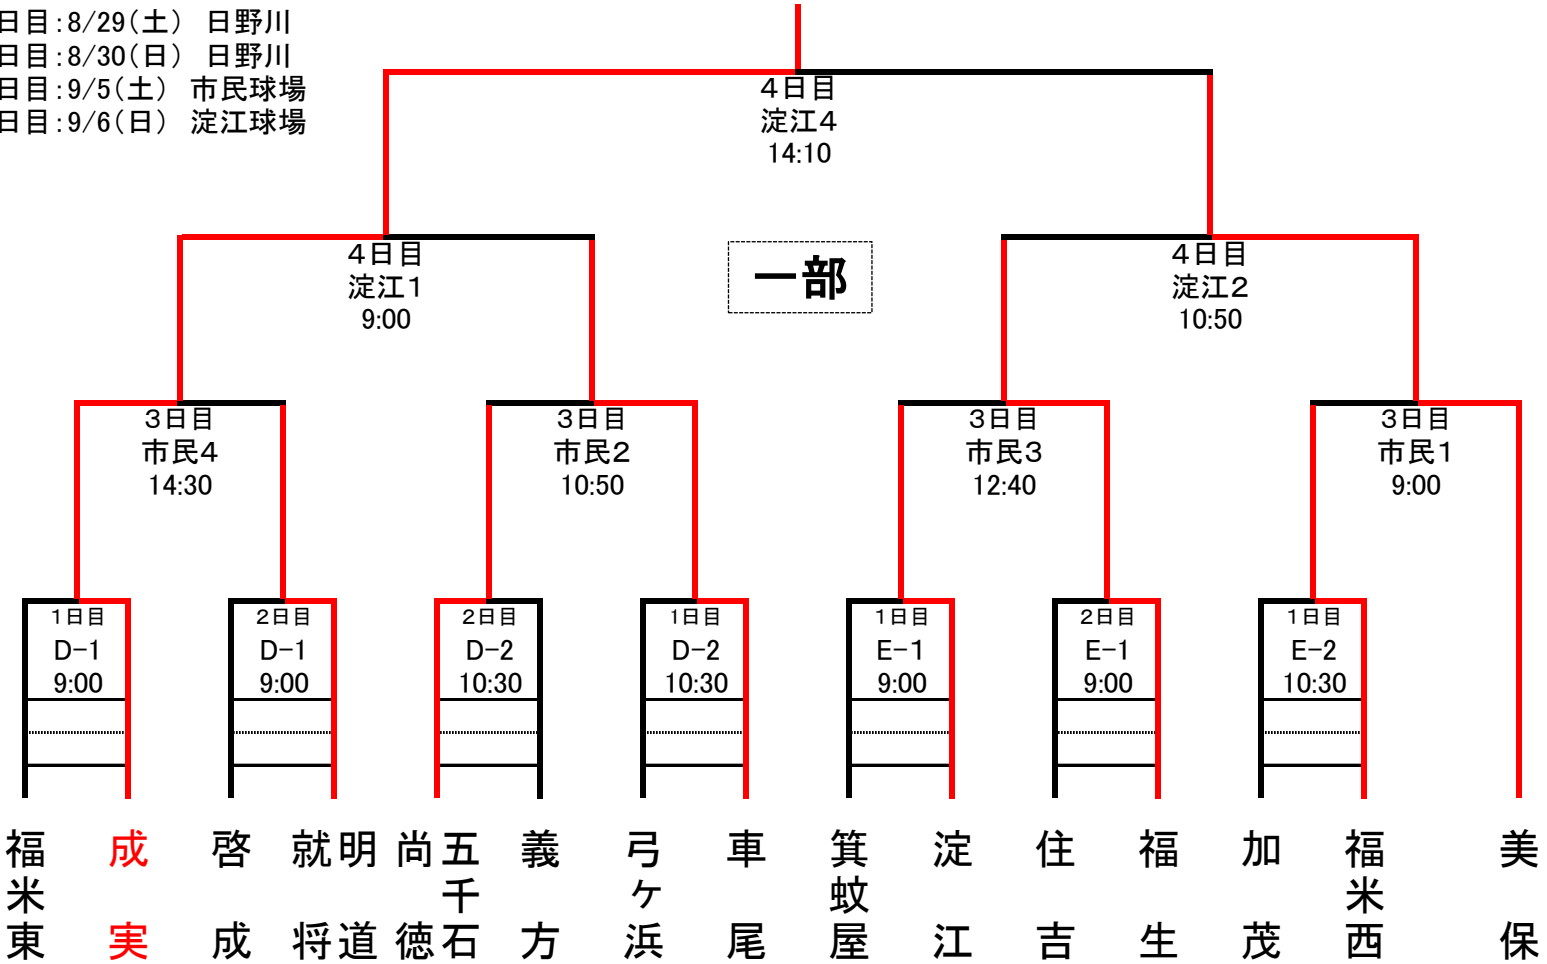 日目:8/29(土) 日野川
日目:8/30(日) 日野川
日目:9/5(土) 市民球場
日目:9/6(日) 淀江球場
4日目
淀江4
14:10
4日目
淀江1
9:00
一部
4日目
淀江2
10:50
3日目
市民4
14:30
3日目
市民2
10:50
3日目
市民3
12:40
3日目
市民1
9:00
1日目
D-1
9:00
2日目
D-1
9:00
2日目
D-2
10:30
1日目
D-2
10:30
1日目
E-1
9:00
2日目
E-1
9:00
1日目
E-2
10:30
福米東
成実
啓成
就将
明道
尚徳
五千石
義方
弓ヶ浜
車尾
箕蚊屋
淀江
住吉
福生
加茂
福米西
美保